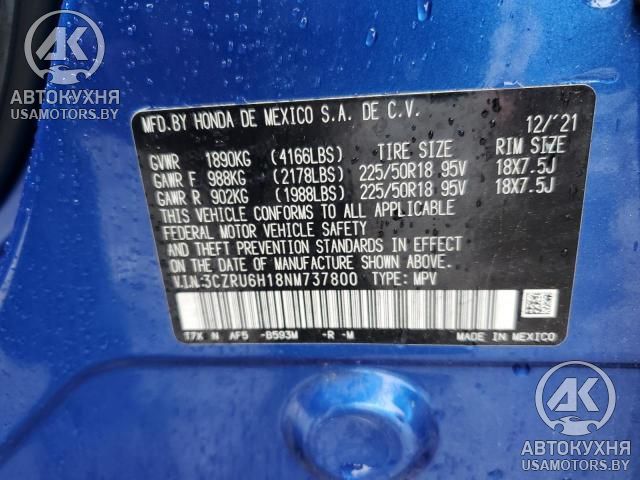 AK
АВТОКУХНЯ
USAMOTORS.BY
MFD.BY HONDA DE MEXICO S.A. DE C.V. 12/'21
GVWR 1890KG (4166LBS) TIRE SIZE RIM SIZE
GAWR F 988KG (2178LBS) 225/50R18 95V 18X7.5J
GAWR R 902KG (1988LBS) 225/50R18 95V 18X7.5J
THIS VEHICLE CONFORMS TO ALL APPLICABLE
FEDERAL MOTOR VEHICLE SAFETY
AND THEFT PREVENTION STANDARDS IN EFFECT
ON THE DATE OF MANUFACTURE SHOWN ABOVE.
V.I.N:3CZRU6H18NM737800 TYPE: MPV
T7X N AF5 -B593M -R -M MADE IN MEXICO
AK
АВТОКУХНЯ
USAMOTORS.BY